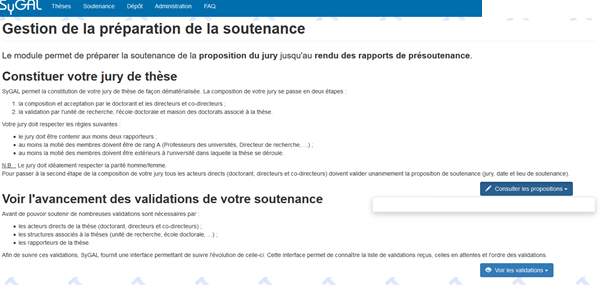 SyGAL Thèses Soutenance Dépôt Administration FAQ
Gestion de la préparation de la soutenance
Le module permet de préparer la soutenance de la proposition du jury jusqu'au rendu des rapports de présoutenance.
Constituer votre jury de thèse
SyGAL permet la constitution de votre jury de thèse de façon dématérialisée. La composition de votre jury se passe en deux étapes :
1. la composition et acceptation par le doctorant et les directeurs et co-directeurs ;
2. la validation par l'unité de recherche, l'école doctorale et maison des doctorats associé à la thèse.
Votre jury doit respecter les règles suivantes :
• le jury doit être contenir aux moins deux rapporteurs ;
• au moins la moitié des membres doivent être de rang A (Professeurs des universités, Directeur de recherche, ...) ;
• au moins la moitié des membres doivent être extérieurs à l'université dans laquelle la thèse se déroule.
N.B. : Le jury doit idéalement respecter la parité homme/femme.
Pour passer à la second étape de la composition de votre jury tous les acteurs directs (doctorant, directeurs et co-directeurs) doivent valider unanimement la proposition de soutenance (jury, date et lieu de soutenance).
Consulter les propositions
Voir l'avancement des validations de votre soutenance
Avant de pouvoir soutenir de nombreuses validations sont nécessaires par :
• les acteurs directs de la thèse (doctorant, directeurs et co-directeurs) ;
• les structures associés à la thèses (unité de recherche, école doctorale, ...) ;
• les rapporteurs de la thèse.
Afin de suivre ces validations, SyGAL fournit une interface permettant de suivre l'évolution de celle-ci. Cette interface permet de connaître la liste de validations reçus, celles en attentes et l'ordre des validations.
Voir les validations